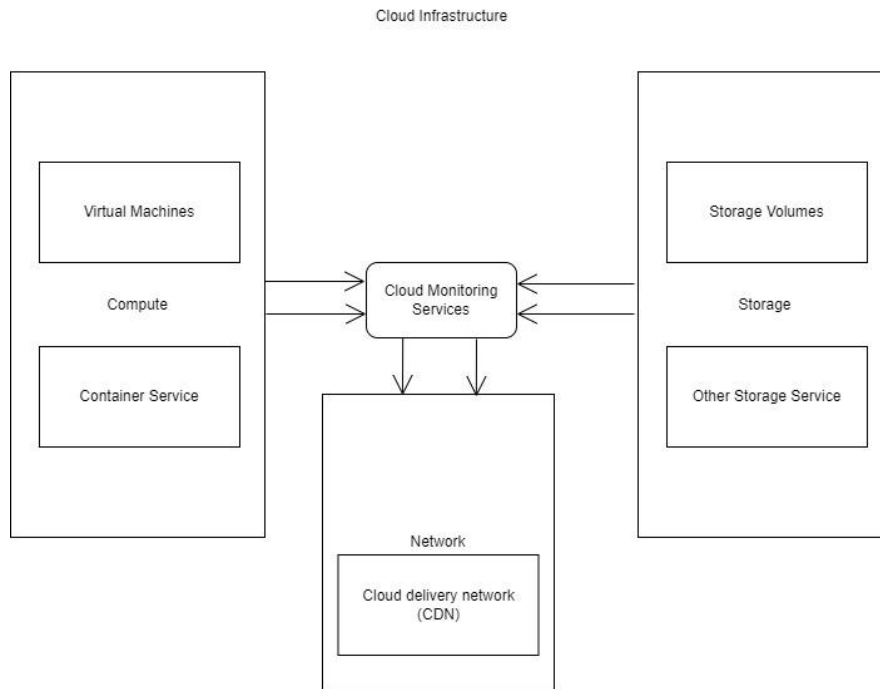 Cloud Infrastructure
Virtual Machines
Compute
Container Service
Cloud Monitoring
Services
Storage Volumes
Storage
Other Storage Service
Network
Cloud delivery network
(CDN)